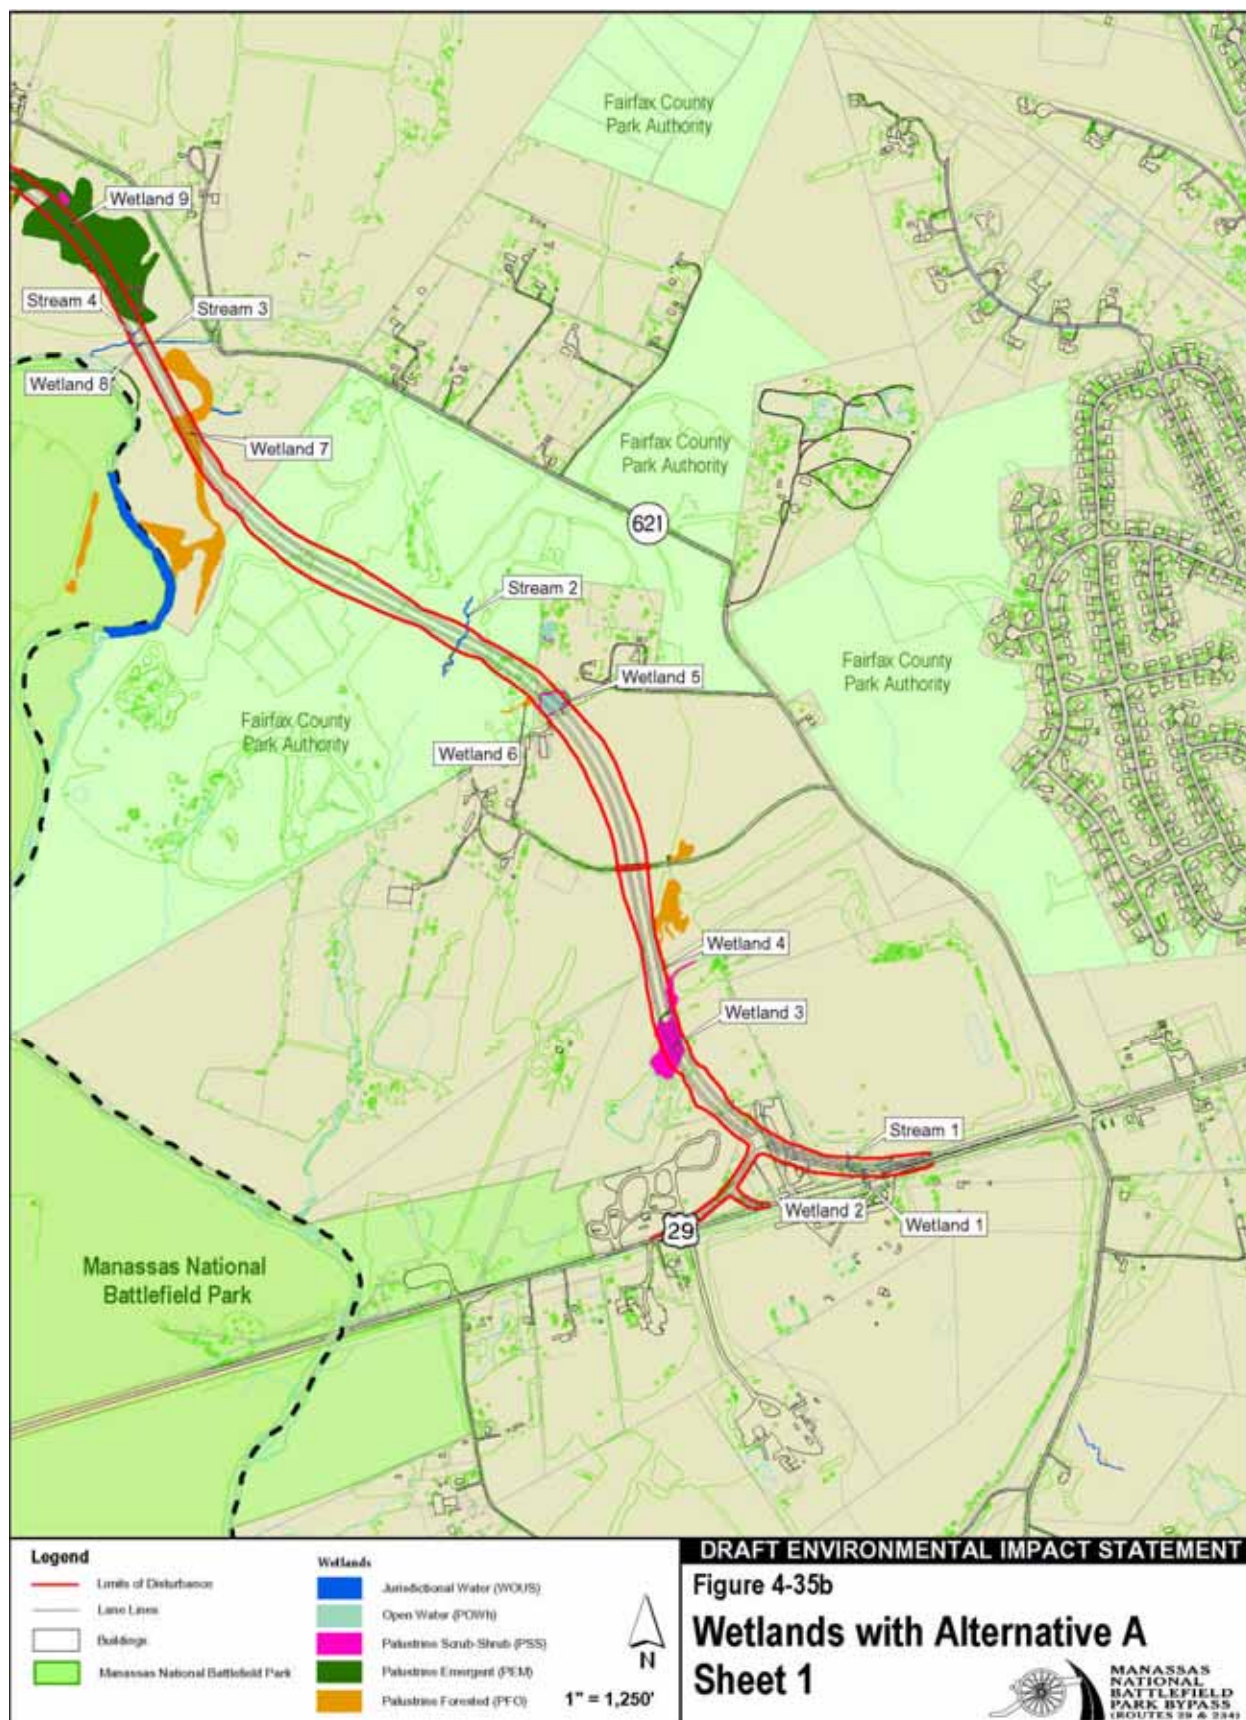 Fairfax County
Park Authority
Wetland 9
Stream 4
Stream 3
Wetland 8
Wetland 7
Fairfax County
Park Authority
621
Stream 2
Fairfax County
Park Authority
Wetland 5
Fairfax County
Park Authority
Wetland 6
Wetland 4
Wetland 3
Stream 1
Wetland 2
Wetland 1
29
Manassas National
Battlefield Park
Legend
Limits of Disturbance
Lane Lines
Buildings
Manassas National Battlefield Park
Wetlands
Jurisdictional Water (WOUS)
Open Water (POWh)
Palustrine Scrub-Shrub (PSS)
Palustrine Emergent (PEM)
Palustrine Forested (PFO)
N
1" = 1,250'
DRAFT ENVIRONMENTAL IMPACT STATEMENT
Figure 4-35b
Wetlands with Alternative A
Sheet 1
MANASSAS
NATIONAL
BATTLEFIELD
PARK BYPASS
(ROUTES 29 & 234)